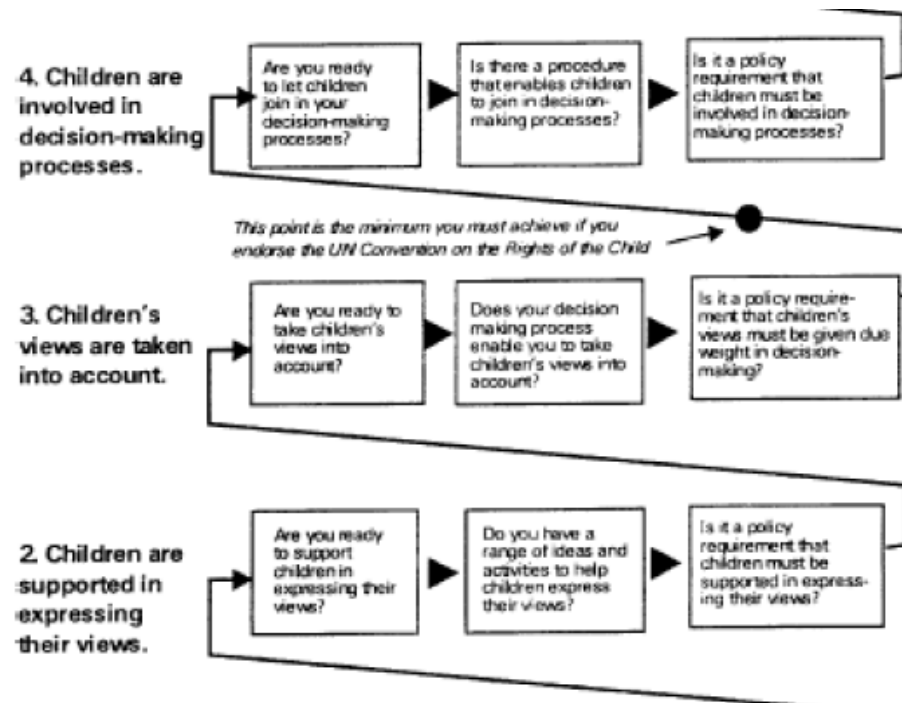 4. Children are
involved in
decision-making
processes.
Are you ready
to let children
join in your
decision-making
processes?
Is there a procedure
that enables children
to join in decision-
making processes?
Is it a policy
requirement that
children must be
involved in decision-
making processes?
This point is the minimum you must achieve if you
endorse the UN Convention on the Rights of the Child
3. Children's
views are taken
into account.
Are you ready to
take children's
views into
account?
Does your decision
making process
enable you to take
children's views into
account?
Is it a policy require-
ment that children's
views must be given due
weight in decision-
making?
2. Children are
supported in
expressing
their views.
Are you ready
to support
children in
expressing their
views?
Do you have a
range of ideas and
activities to help
children express
their views?
Is it a policy
requirement that
children must be
supported in express-
ing their views?